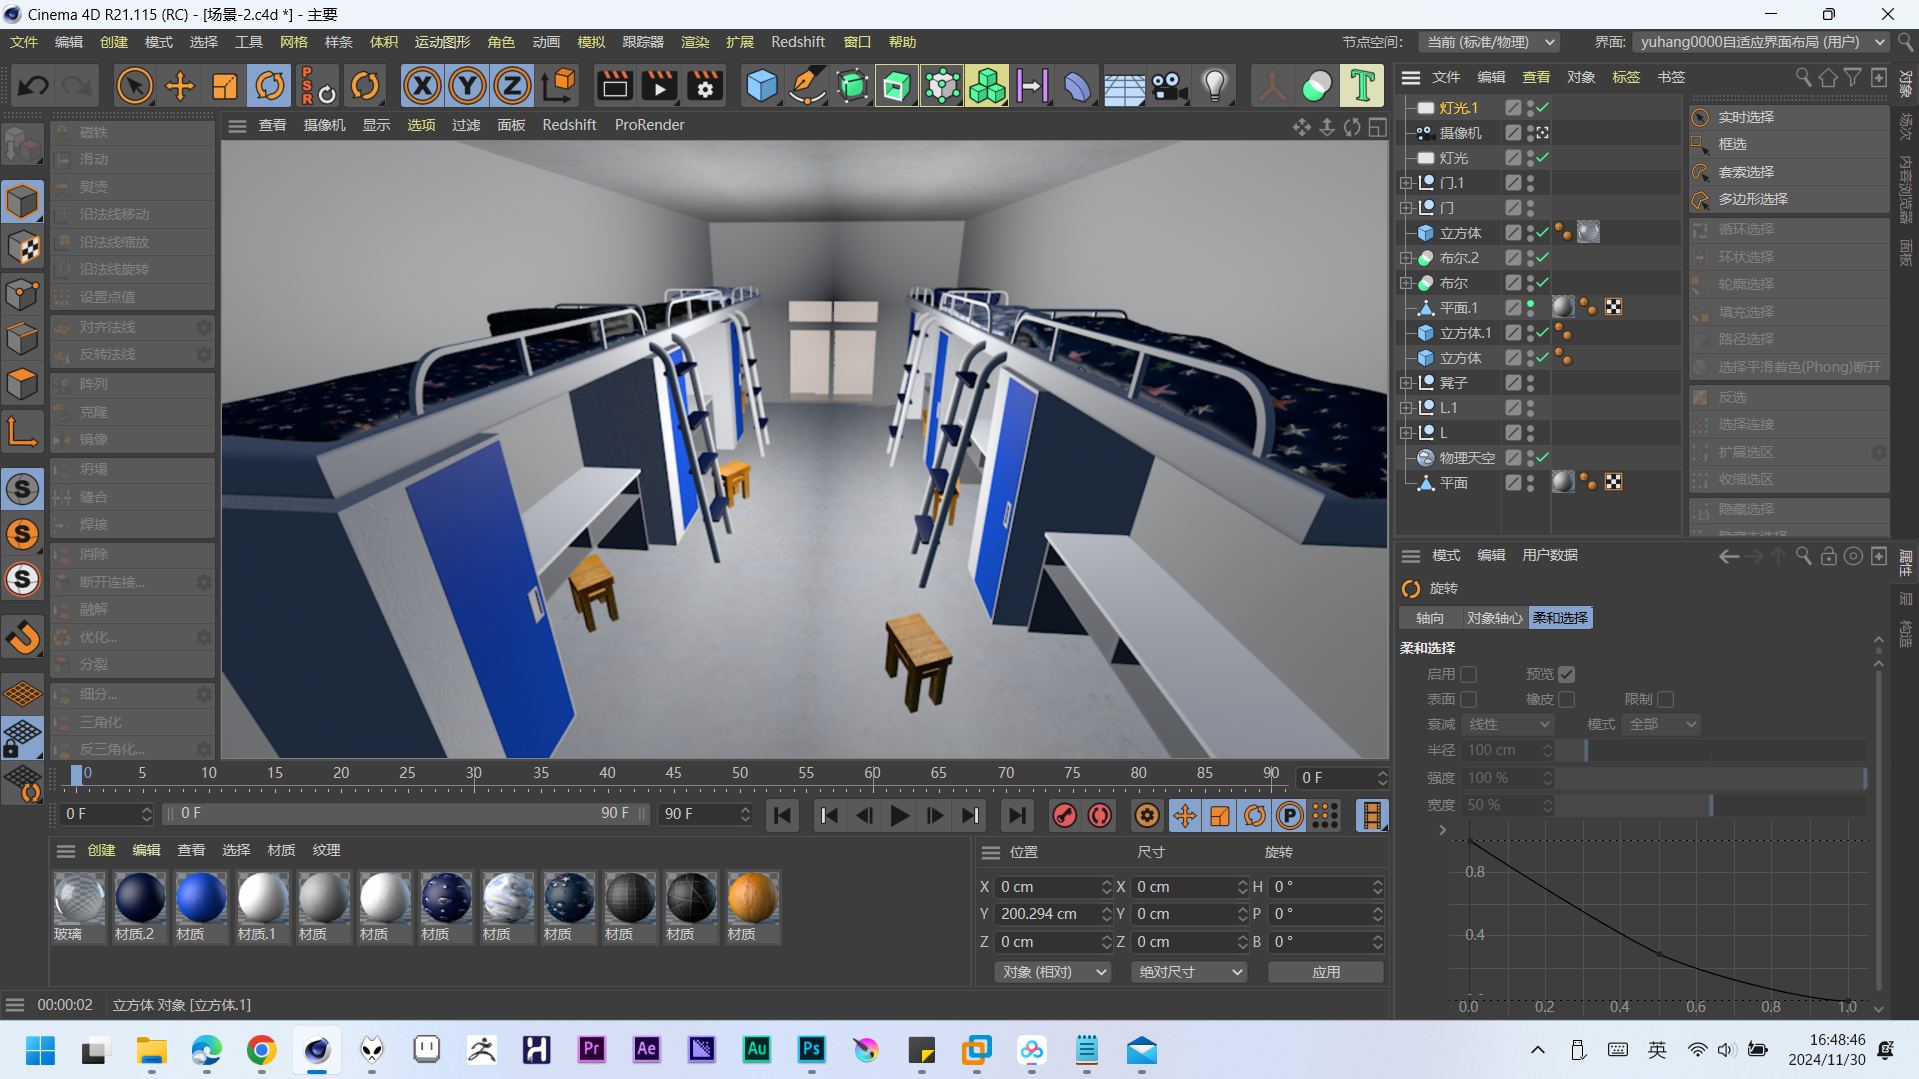 Cinema 4D R21.115 (RC) - [场景-2.c4d *] - 主要
文件 编辑 创建 模式 选择 工具 网格 样条 体积 运动图形 角色 动画 模拟 跟踪器 渲染 扩展 Redshift 窗口 帮助
节点空间: 当前 (标准/物理) 界面: yuhang0000自适应界面布局 (用户)
查看 摄像机 显示 选项 过滤 面板 Redshift ProRender
磁铁
滑动
熨烫
沿法线移动
沿法线缩放
沿法线旋转
设置点值
对齐法线
反转法线
阵列
克隆
镜像
坍塌
缝合
焊接
消除
断开连接...
融解
优化...
分裂
细分...
三角化
反三角化...
文件 编辑 查看 对象 标签 书签
灯光.1
摄像机
灯光
门.1
门
立方体
布尔.2
布尔
平面.1
立方体.1
立方体
凳子
L.1
L
物理天空
平面
实时选择
框选
套索选择
多边形选择
循环选择
环状选择
轮廓选择
填充选择
路径选择
选择平滑着色(Phong)断开
反选
选择连接
扩展选区
收缩选区
隐藏选择
对象
场次
内容浏览器
面板
模式 编辑 用户数据
旋转
轴向 对象轴心 柔和选择
柔和选择
启用 预览
表面 橡皮 限制
衰减 线性 模式 全部
半径 100 cm
强度 100 %
宽度 50 %
0.8
0.4
0.0 0.2 0.4 0.6 0.8 1.0
属性
层
构造
0 5 10 15 20 25 30 35 40 45 50 55 60 65 70 75 80 85 90 0 F
0 F 0 F 90 F 90 F
创建 编辑 查看 选择 材质 纹理
玻璃 材质.2 材质 材质.1 材质 材质 材质 材质 材质 材质 材质 材质
位置 尺寸 旋转
X 0 cm X 0 cm H 0 °
Y 200.294 cm Y 0 cm P 0 °
Z 0 cm Z 0 cm B 0 °
对象 (相对) 绝对尺寸 应用
00:00:02 立方体 对象 [立方体.1]
Pr Ae Au Ps
英
16:48:46
2024/11/30